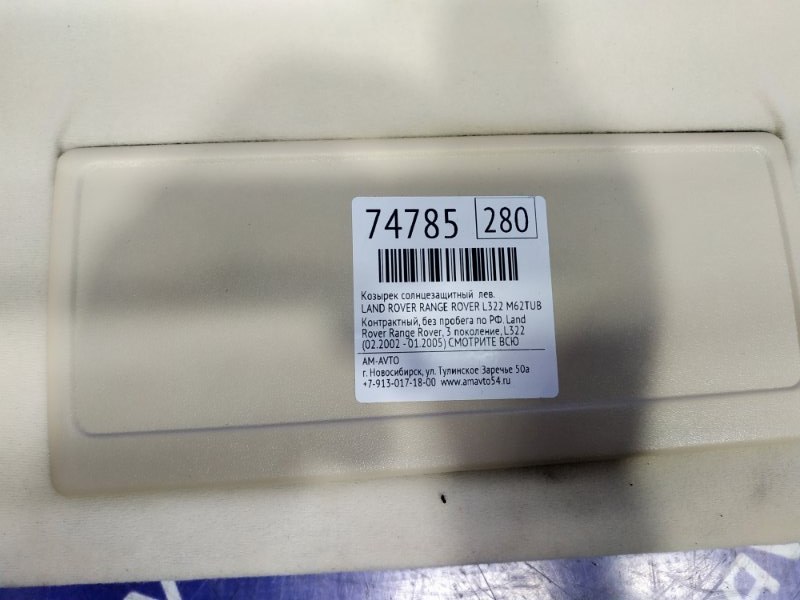 74785 280
Козырек солнцезащитный лев.
LAND ROVER RANGE ROVER L322 M62TUB
Контрактный, без пробега по РФ. Land
Rover Range Rover, 3 поколение, L322
(02.2002 - 01.2005) СМОТРИТЕ ВСЮ
АМ-АVТО
г. Новосибирск, ул. Тулинское Заречье 50а
+7-913-017-18-00 www.amavto54.ru